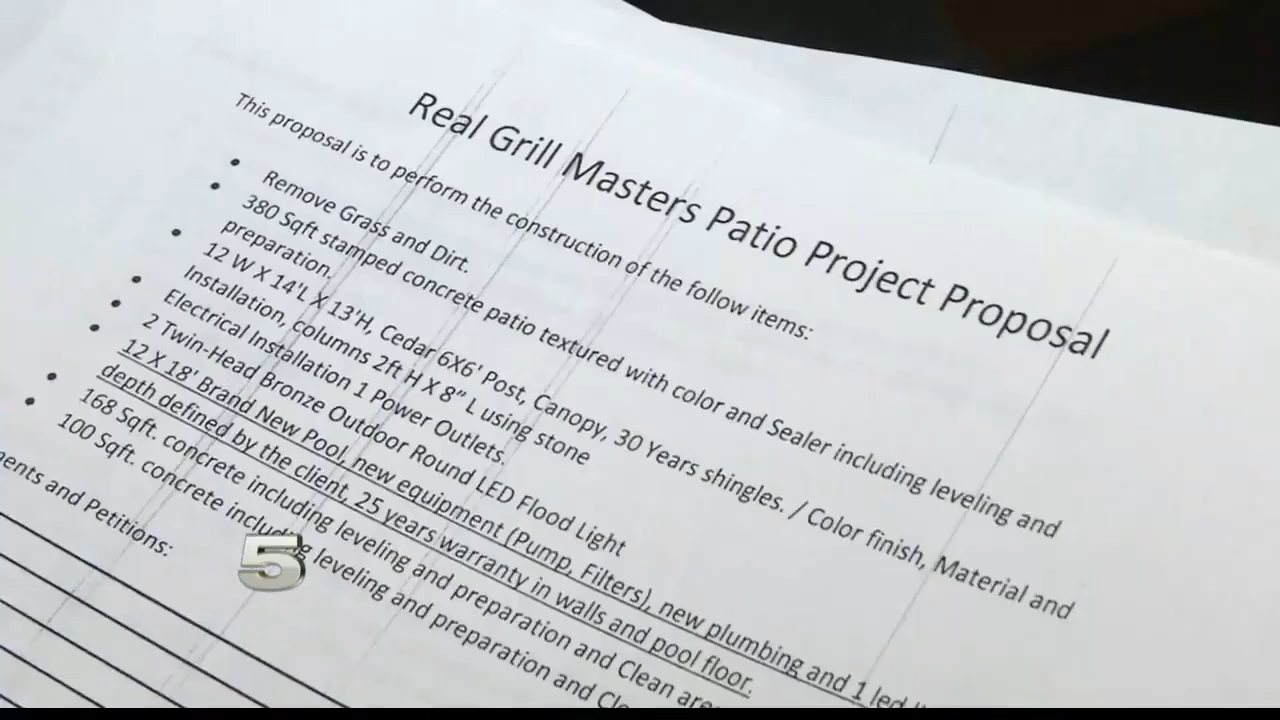 Real Grill Masters Patio Project Proposal
This proposal is to perform the construction of the follow items:
• Remove Grass and Dirt.
• 380 Sqft stamped concrete patio textured with color and Sealer including leveling and
preparation.
• 12 W X 14'L X 13'H, Cedar 6X6' Post, Canopy, 30 Years shingles. / Color finish, Material and
Installation, columns 2ft H X 8” L using stone
• Electrical Installation 1 Power Outlets.
• 2 Twin-Head Bronze Outdoor Round LED Flood Light
• 12 X 18' Brand New Pool, new equipment (Pump, Filters), new plumbing and 1 led
depth defined by the client, 25 years warranty in walls and pool floor.
• 168 Sqft. concrete including leveling and preparation and Clean
• 100 Sqft. concrete including leveling and preparation and
and Petitions:
5